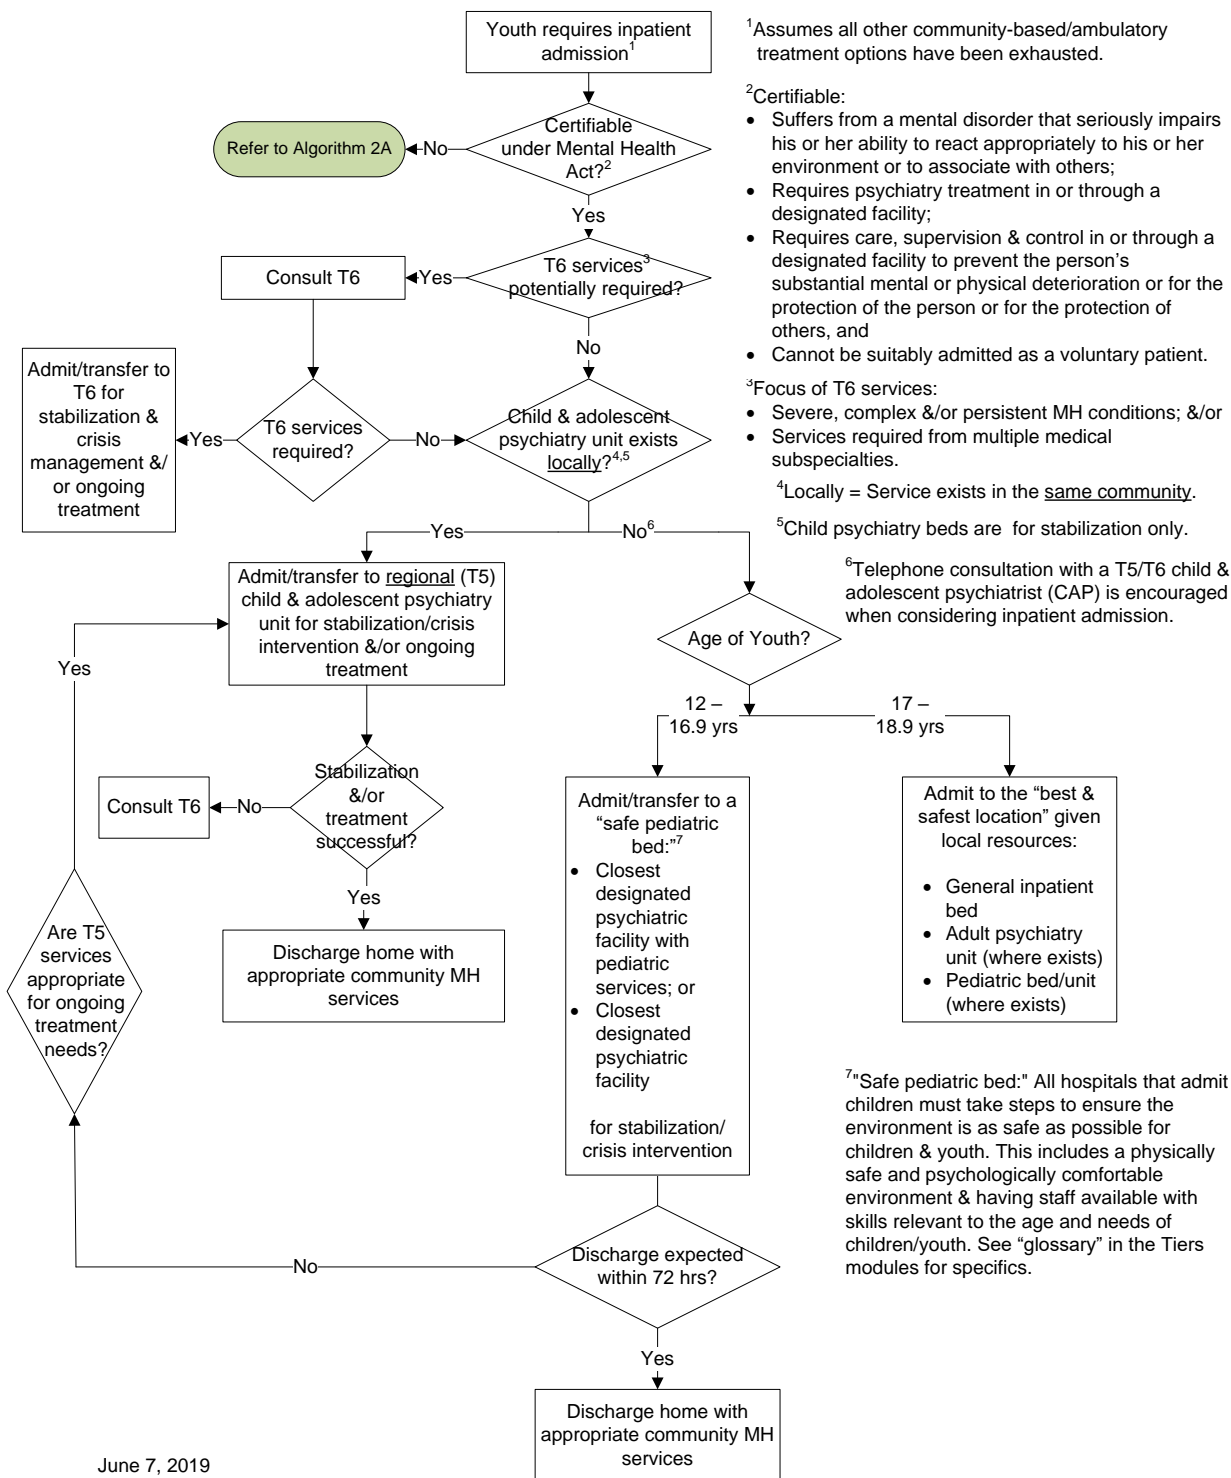 Youth requires inpatient
admission¹
Certifiable
under Mental Health
Act?²
No
Refer to Algorithm 2A
Yes
T6 services³
potentially required?
Yes
Consult T6
No
T6 services
required?
Yes
Admit/transfer to
T6 for
stabilization &
crisis
management &/
or ongoing
treatment
No
Child & adolescent
psychiatry unit exists
locally?⁴,⁵
Yes
No⁶
Admit/transfer to regional (T5)
child & adolescent psychiatry
unit for stabilization/crisis
intervention &/or ongoing
treatment
Stabilization
&/or
treatment
successful?
No
Consult T6
Yes
Discharge home with
appropriate community MH
services
Age of Youth?
12 –
16.9 yrs
17 –
18.9 yrs
Admit/transfer to a
“safe pediatric
bed:”⁷
• Closest
designated
psychiatric
facility with
pediatric
services; or
• Closest
designated
psychiatric
facility
for stabilization/
crisis intervention
Admit to the “best &
safest location” given
local resources:
• General inpatient
bed
• Adult psychiatry
unit (where exists)
• Pediatric bed/unit
(where exists)
Discharge expected
within 72 hrs?
No
Are T5
services
appropriate
for ongoing
treatment
needs?
Yes
Yes
Discharge home with
appropriate community MH
services
¹Assumes all other community-based/ambulatory
treatment options have been exhausted.
²Certifiable:
• Suffers from a mental disorder that seriously impairs
his or her ability to react appropriately to his or her
environment or to associate with others;
• Requires psychiatry treatment in or through a
designated facility;
• Requires care, supervision & control in or through a
designated facility to prevent the person’s
substantial mental or physical deterioration or for the
protection of the person or for the protection of
others, and
• Cannot be suitably admitted as a voluntary patient.
³Focus of T6 services:
• Severe, complex &/or persistent MH conditions; &/or
• Services required from multiple medical
subspecialties.
⁴Locally = Service exists in the same community.
⁵Child psychiatry beds are for stabilization only.
⁶Telephone consultation with a T5/T6 child &
adolescent psychiatrist (CAP) is encouraged
when considering inpatient admission.
⁷"Safe pediatric bed:" All hospitals that admit
children must take steps to ensure the
environment is as safe as possible for
children & youth. This includes a physically
safe and psychologically comfortable
environment & having staff available with
skills relevant to the age and needs of
children/youth. See “glossary” in the Tiers
modules for specifics.
June 7, 2019